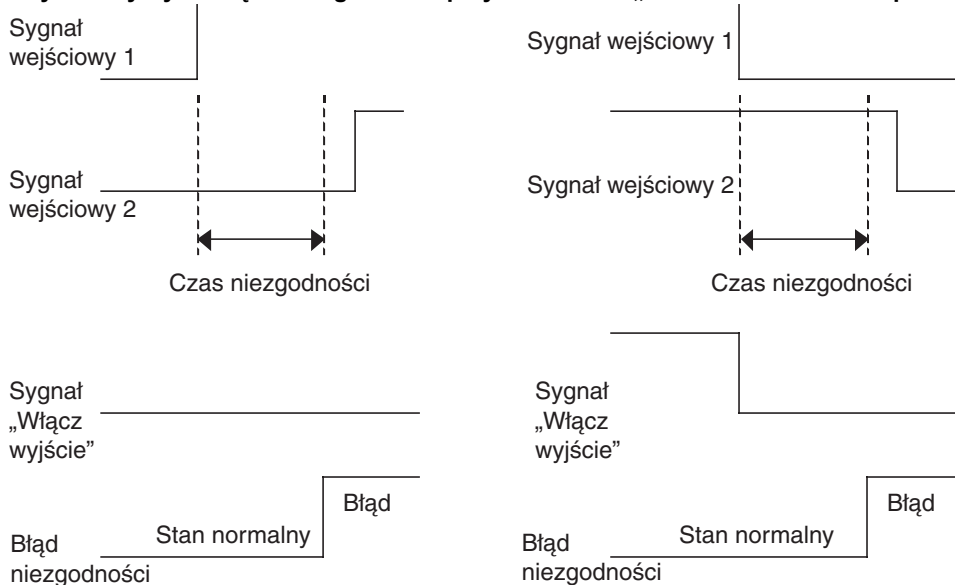 Sygnał
wejściowy 1
Sygnał
wejściowy 2
Czas niezgodności
Sygnał
„Włącz
wyjście”
Błąd
Stan normalny
Błąd
niezgodności
Sygnał wejściowy 1
Sygnał wejściowy 2
Czas niezgodności
Sygnał
„Włącz
wyjście”
Błąd
Stan normalny
Błąd
niezgodności